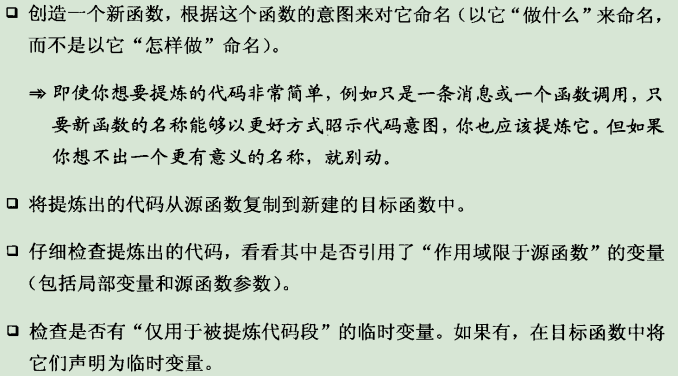 ❑ 创造一个新函数，根据这个函数的意图来对它命名（以它“做什么”来命名，
而不是以它“怎样做”命名）。
⇒ 即使你想要提炼的代码非常简单，例如只是一条消息或一个函数调用，只
要新函数的名称能够以更好方式昭示代码意图，你也应该提炼它。但如果
你想不出一个更有意义的名称，就别动。
❑ 将提炼出的代码从源函数复制到新建的目标函数中。
❑ 仔细检查提炼出的代码，看看其中是否引用了“作用域限于源函数”的变量
（包括局部变量和源函数参数）。
❑ 检查是否有“仅用于被提炼代码段”的临时变量。如果有，在目标函数中将
它们声明为临时变量。